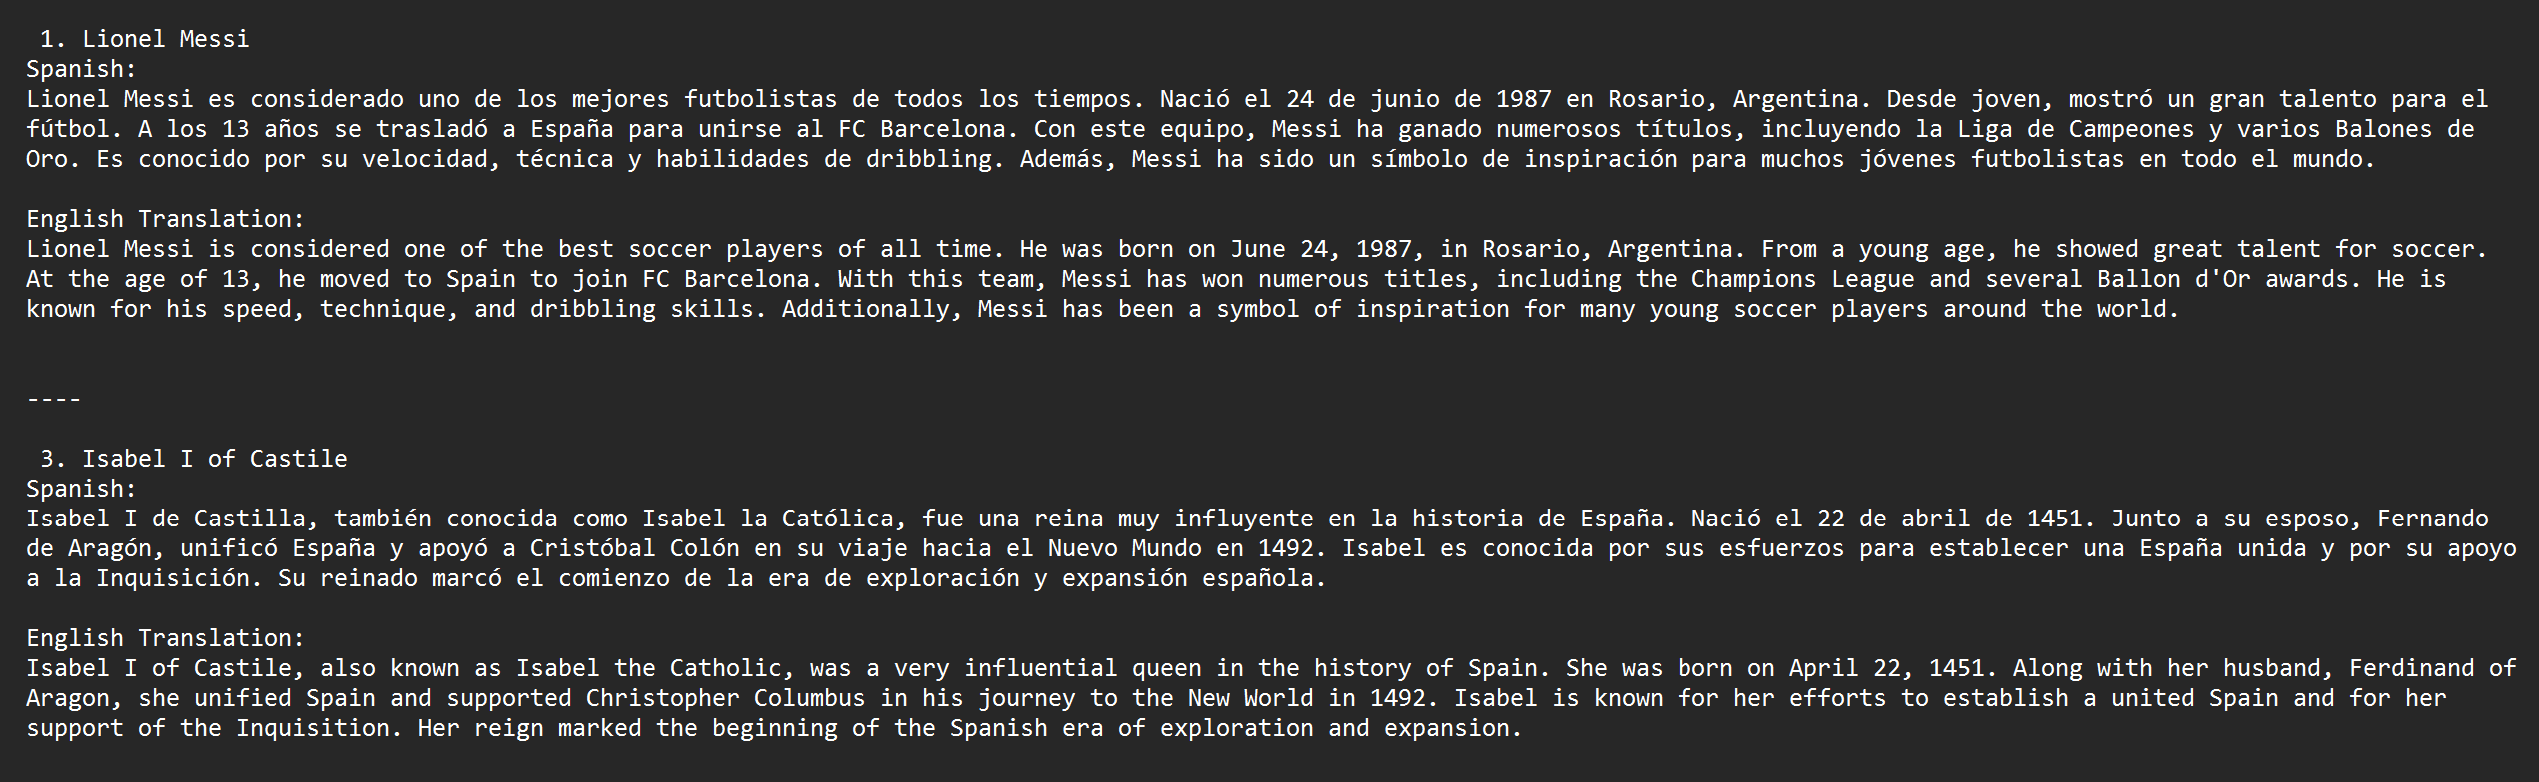 1. Lionel Messi
Spanish:
Lionel Messi es considerado uno de los mejores futbolistas de todos los tiempos. Nació el 24 de junio de 1987 en Rosario, Argentina. Desde joven, mostró un gran talento para el
fútbol. A los 13 años se trasladó a España para unirse al FC Barcelona. Con este equipo, Messi ha ganado numerosos títulos, incluyendo la Liga de Campeones y varios Balones de
Oro. Es conocido por su velocidad, técnica y habilidades de dribbling. Además, Messi ha sido un símbolo de inspiración para muchos jóvenes futbolistas en todo el mundo.
English Translation:
Lionel Messi is considered one of the best soccer players of all time. He was born on June 24, 1987, in Rosario, Argentina. From a young age, he showed great talent for soccer.
At the age of 13, he moved to Spain to join FC Barcelona. With this team, Messi has won numerous titles, including the Champions League and several Ballon d'Or awards. He is
known for his speed, technique, and dribbling skills. Additionally, Messi has been a symbol of inspiration for many young soccer players around the world.
----
3. Isabel I of Castile
Spanish:
Isabel I de Castilla, también conocida como Isabel la Católica, fue una reina muy influyente en la historia de España. Nació el 22 de abril de 1451. Junto a su esposo, Fernando
de Aragón, unificó España y apoyó a Cristóbal Colón en su viaje hacia el Nuevo Mundo en 1492. Isabel es conocida por sus esfuerzos para establecer una España unida y por su apoyo
a la Inquisición. Su reinado marcó el comienzo de la era de exploración y expansión española.
English Translation:
Isabel I of Castile, also known as Isabel the Catholic, was a very influential queen in the history of Spain. She was born on April 22, 1451. Along with her husband, Ferdinand of
Aragon, she unified Spain and supported Christopher Columbus in his journey to the New World in 1492. Isabel is known for her efforts to establish a united Spain and for her
support of the Inquisition. Her reign marked the beginning of the Spanish era of exploration and expansion.